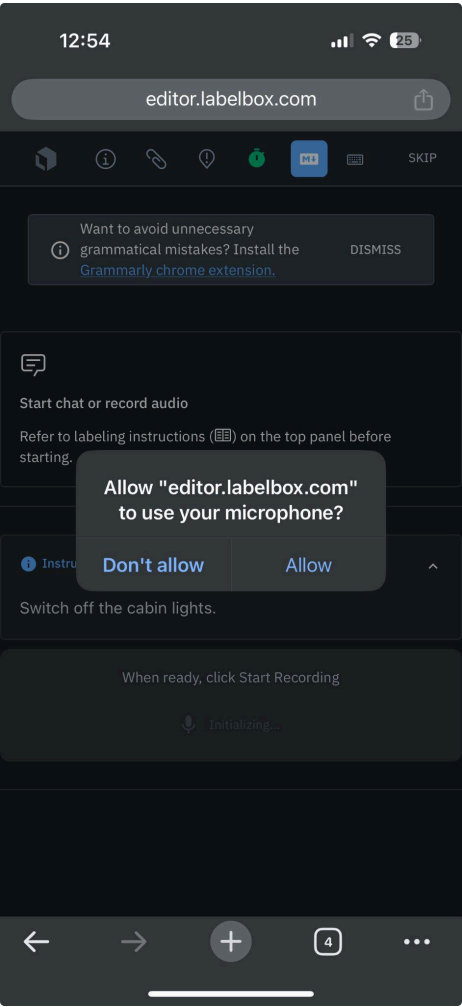 12:54
25
editor.labelbox.com
M↓
SKIP
Want to avoid unnecessary
grammatical mistakes? Install the
Grammarly chrome extension.
DISMISS
Start chat or record audio
Refer to labeling instructions () on the top panel before
starting.
Allow "editor.labelbox.com"
to use your microphone?
Don't allow
Allow
Instru
Switch off the cabin lights.
When ready, click Start Recording
Initializing...
4